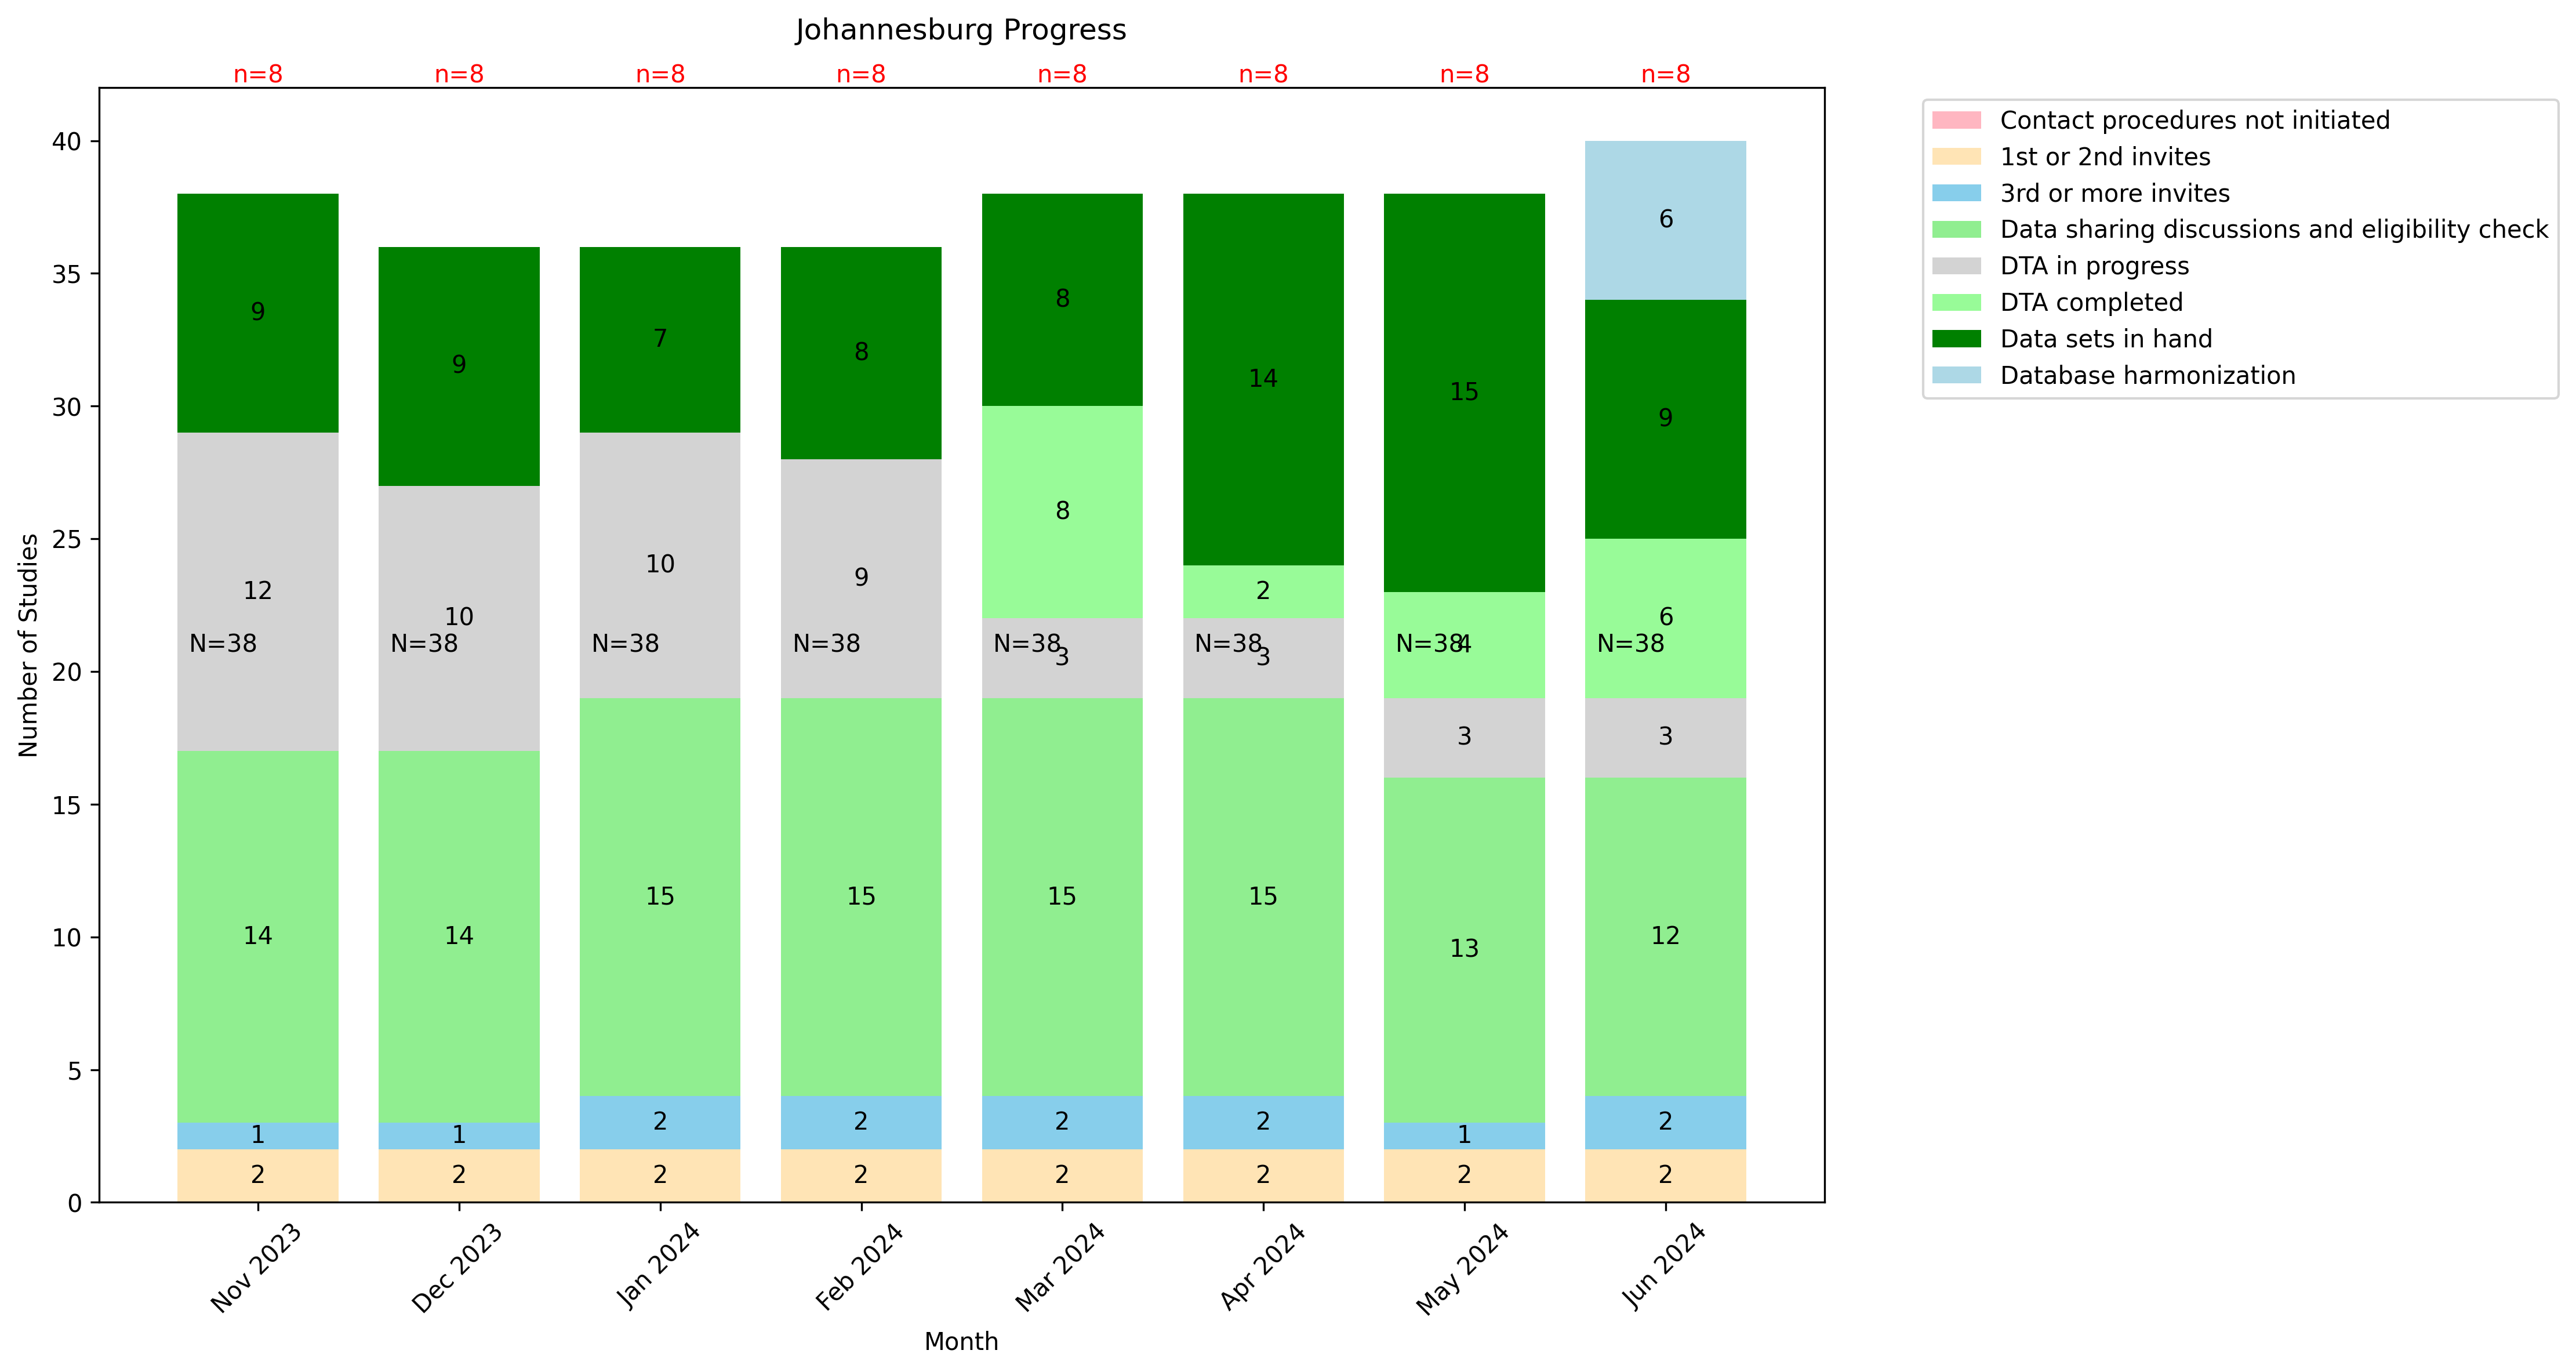 Johannesburg Progress
n=8 n=8 n=8 n=8 n=8 n=8 n=8 n=8
Contact procedures not initiated
1st or 2nd invites
3rd or more invites
Data sharing discussions and eligibility check
DTA in progress
DTA completed
Data sets in hand
Database harmonization
40
35
30
25
20
15
10
5
0
Number of Studies
6
9 9 7 8 8 14 15 9
8 2 4 6
12 10 10 9 3 3 3 3
N=38 N=38 N=38 N=38 N=38 N=38 N=38 N=38
14 14 15 15 15 15 13 12
1 1 2 2 2 2 1 2
2 2 2 2 2 2 2 2
Nov 2023 Dec 2023 Jan 2024 Feb 2024 Mar 2024 Apr 2024 May 2024 Jun 2024
Month